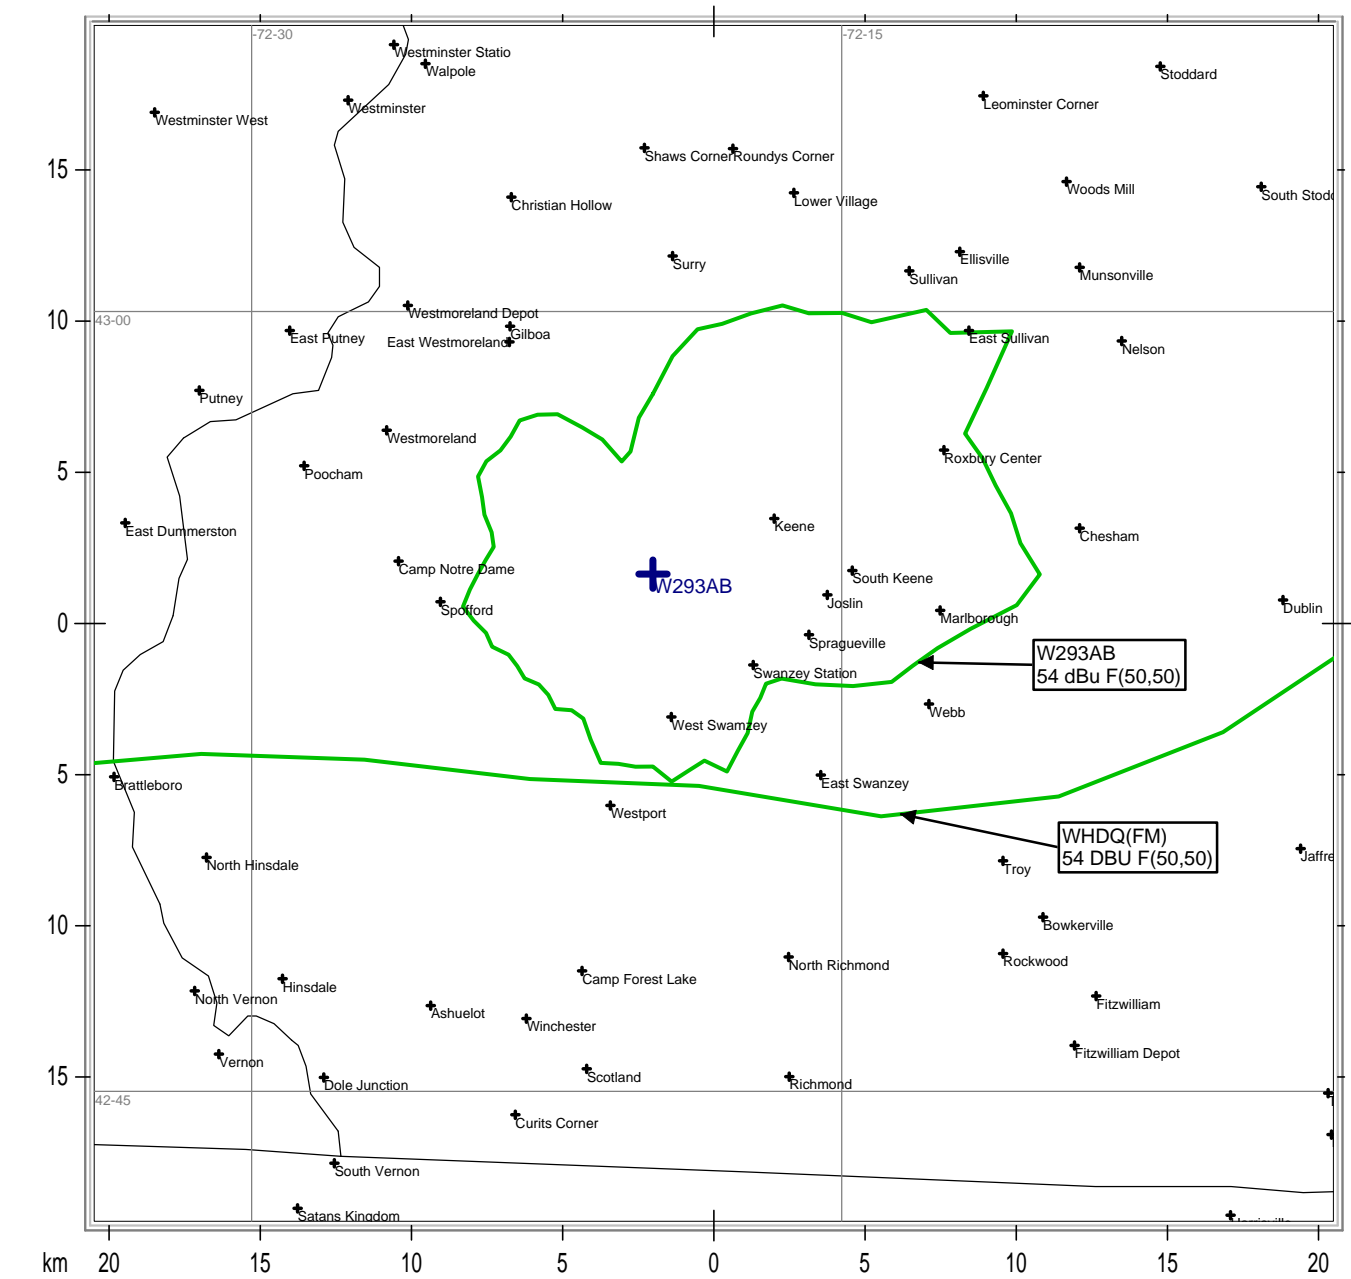 -72-30
-72-15
Westminster Statio
Walpole
Stoddard
Westminster
Leominster Corner
Westminster West
Shaws Corner
Roundys Corner
15
Woods Mill
South Stodd
Christian Hollow
Lower Village
Surry
Ellisville
Sullivan
Munsonville
Westmoreland Depot
43-00
10
East Putney
Gilboa
East Westmoreland
East Sullivan
Nelson
Putney
Westmoreland
Roxbury Center
5
Poocham
East Dummerston
Keene
Chesham
Camp Notre Dame
South Keene
W293AB
Joslin
Dublin
Spofford
Marlborough
0
Spragueville
W293AB
54 dBu F(50,50)
Swanzey Station
Webb
West Swamzey
5
Brattleboro
East Swanzey
Westport
WHDQ(FM)
54 DBU F(50,50)
Jaffre
North Hinsdale
Troy
10
Bowkerville
North Richmond
Rockwood
Camp Forest Lake
Hinsdale
North Vernon
Fitzwilliam
Ashuelot
Winchester
Vernon
Fitzwilliam Depot
15
Scotland
Dole Junction
Richmond
42-45
Curits Corner
South Vernon
Satans Kingdom
km
20
15
10
5
0
5
10
15
20